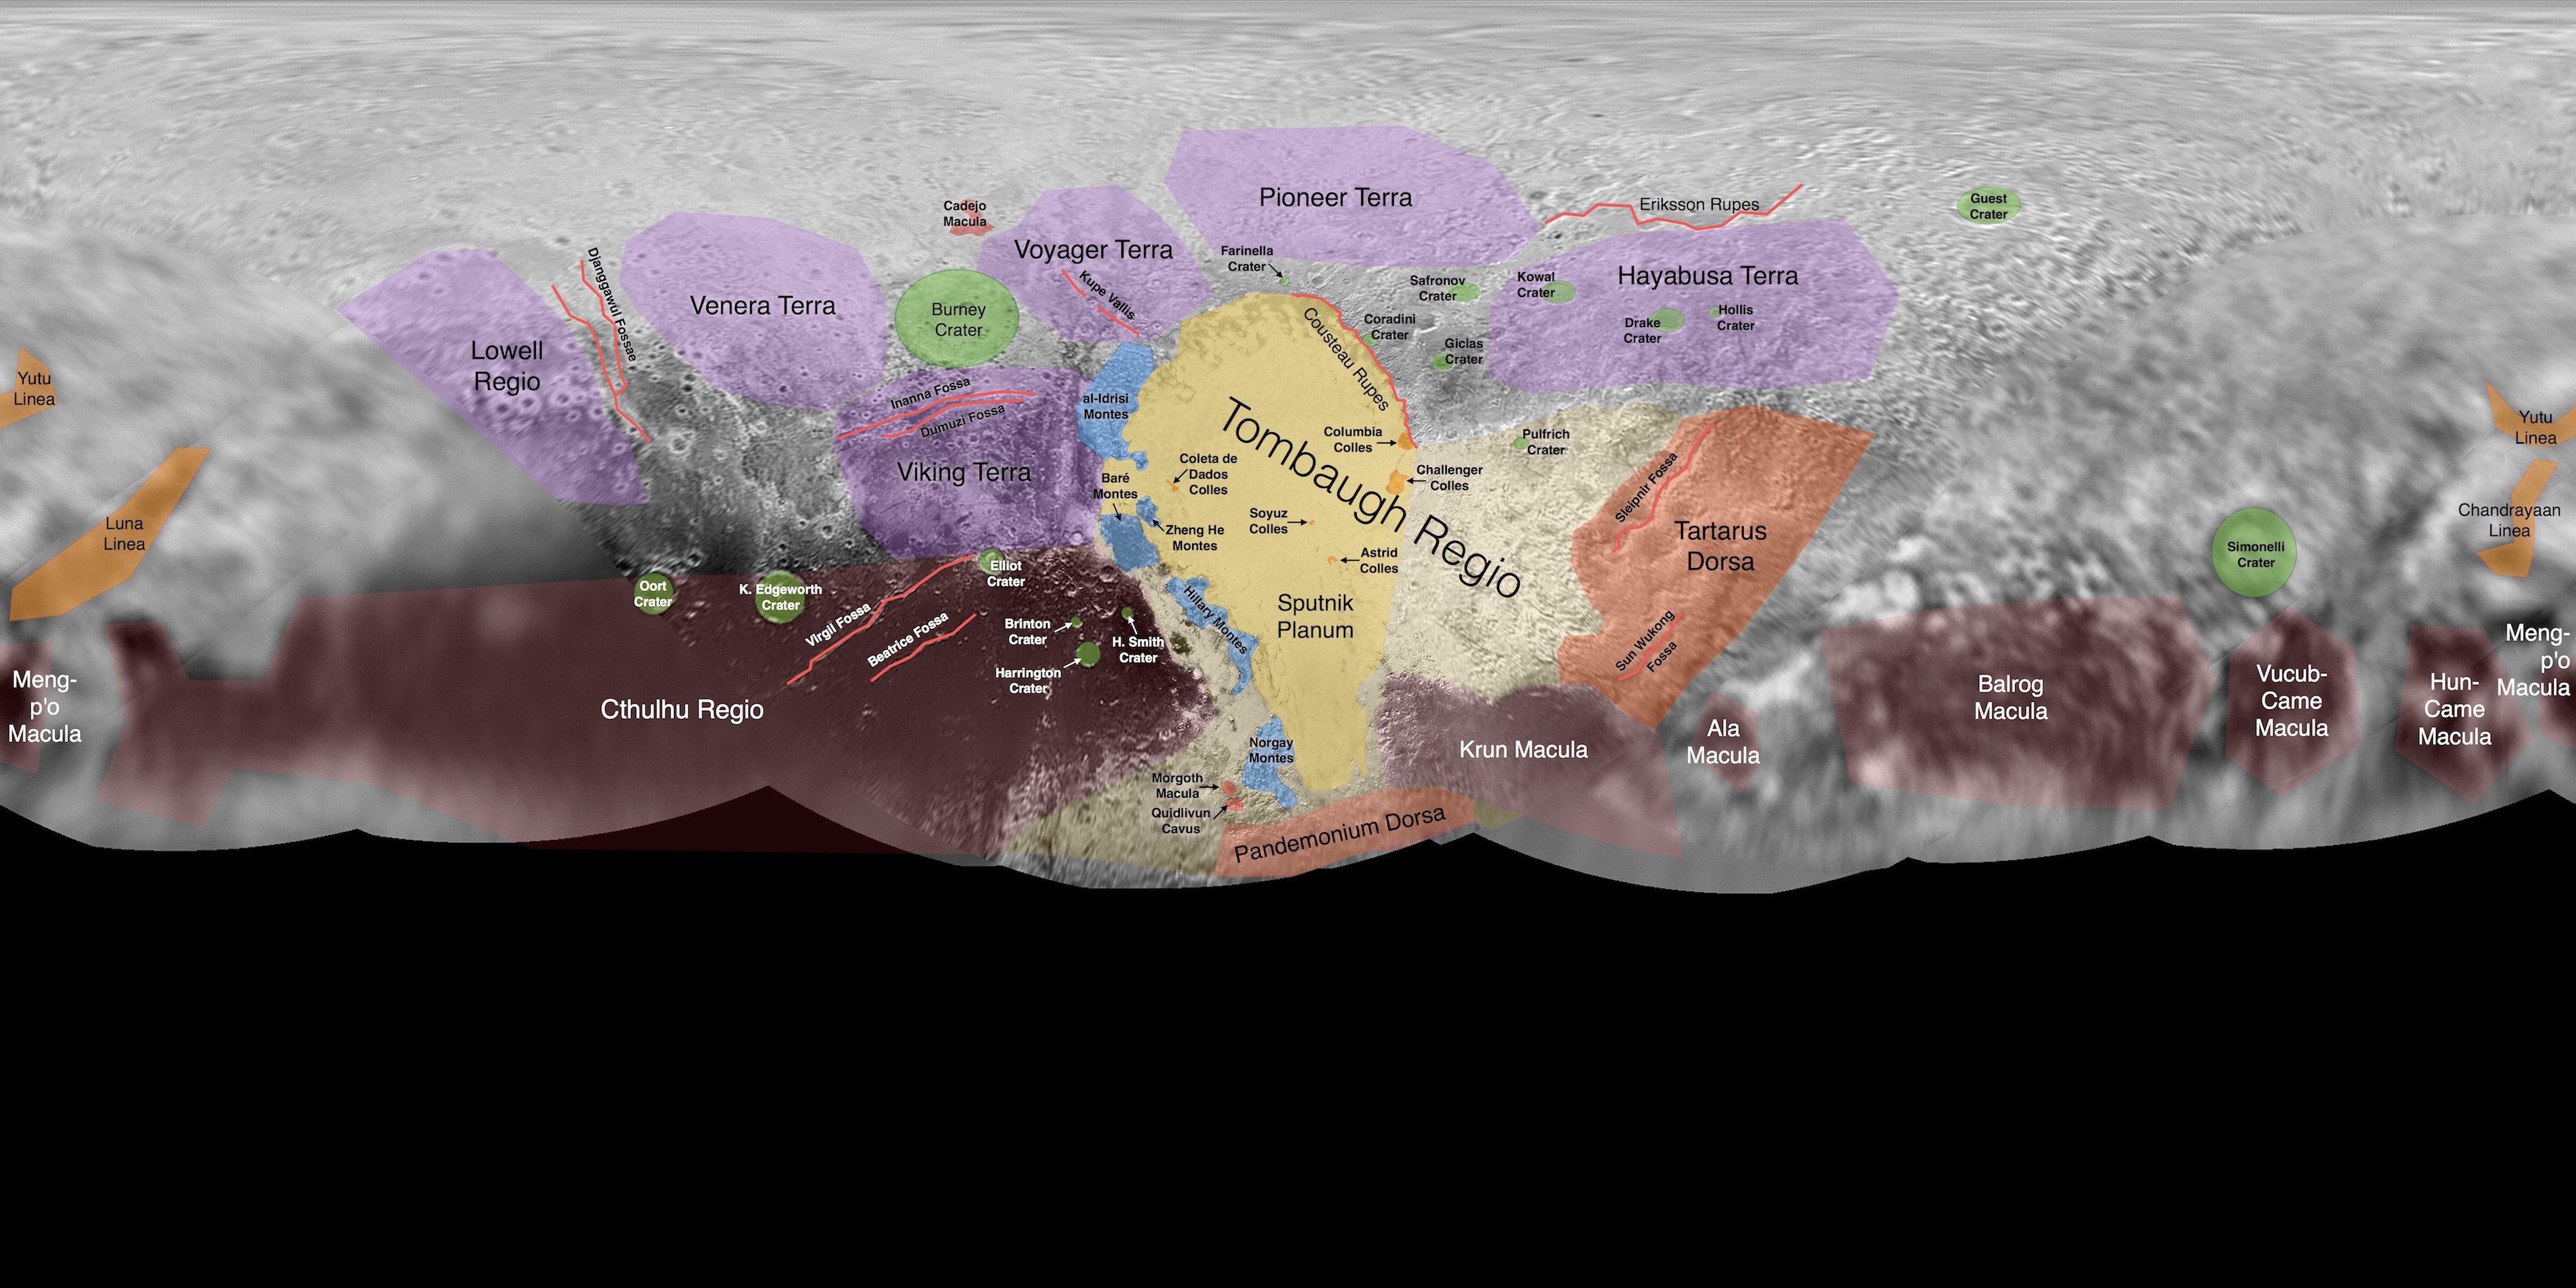 Pioneer Terra
Cadejo
Macula
Voyager Terra
Eriksson Rupes
Guest
Crater
Farinella
Crater
Djanggawul Fossae
Venera Terra
Burney
Crater
Kupe Vallis
Safronov
Crater
Kowal
Crater
Hayabusa Terra
Coradini
Crater
Drake
Crater
Hollis
Crater
Giclas
Crater
Cousteau Rupes
Lowell
Regio
Yutu
Linea
Inanna Fossa
Dumuzi Fossa
al-Idrisi
Montes
Viking Terra
Tombaugh Regio
Columbia
Colles
Pulfrich
Crater
Challenger
Colles
Coleta de
Dados
Colles
Baré
Montes
Zheng He
Montes
Soyuz
Colles
Astrid
Colles
Sleipnir Fossa
Tartarus
Dorsa
Yutu
Linea
Chandrayaan
Linea
Luna
Linea
Simonelli
Crater
Oort
Crater
K. Edgeworth
Crater
Elliot
Crater
Virgil Fossa
Beatrice Fossa
Brinton
Crater
H. Smith
Crater
Harrington
Crater
Hillary Montes
Sputnik
Planum
Sun Wukong
Fossa
Meng-
p'o
Macula
Cthulhu Regio
Norgay
Montes
Krun Macula
Ala
Macula
Balrog
Macula
Vucub-
Came
Macula
Hun-
Came
Macula
Meng-
p'o
Macula
Morgoth
Macula
Quidlivun
Cavus
Pandemonium Dorsa